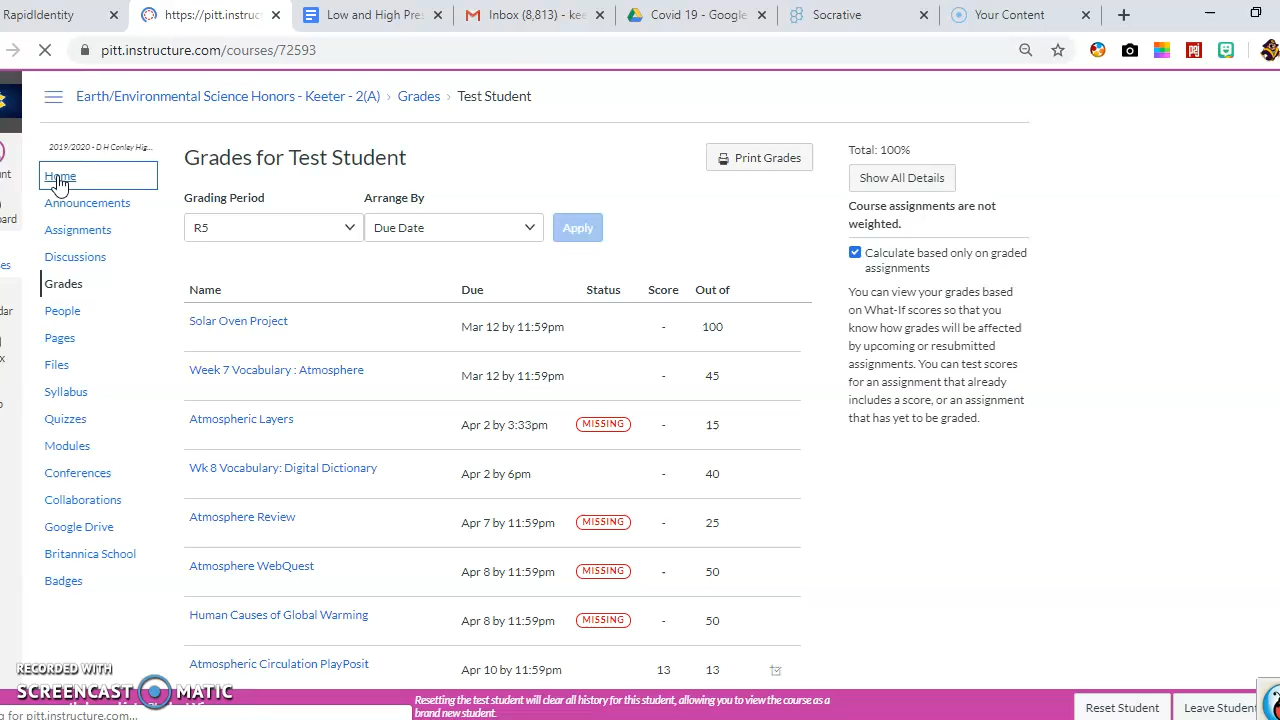 RapidIdentity
https://pitt.instructure.com/cours
Low and High Pres
Inbox (8,813) - kee
Covid 19 - Google
Socrative
Your Content
pitt.instructure.com/courses/72593
Earth/Environmental Science Honors - Keeter - 2(A) › Grades › Test Student
2019/2020 - D H Conley Hig...
Home
Announcements
Assignments
Discussions
Grades
People
Pages
Files
Syllabus
Quizzes
Modules
Conferences
Collaborations
Google Drive
Britannica School
Badges
Grades for Test Student
Print Grades
Grading Period Arrange By
R5 Due Date Apply
Name Due Status Score Out of
Solar Oven Project Mar 12 by 11:59pm - 100
Week 7 Vocabulary : Atmosphere Mar 12 by 11:59pm - 45
Atmospheric Layers Apr 2 by 3:33pm MISSING - 15
Wk 8 Vocabulary: Digital Dictionary Apr 2 by 6pm - 40
Atmosphere Review Apr 7 by 11:59pm MISSING - 25
Atmosphere WebQuest Apr 8 by 11:59pm MISSING - 50
Human Causes of Global Warming Apr 8 by 11:59pm MISSING - 50
Atmospheric Circulation PlayPosit Apr 10 by 11:59pm 13 13
Total: 100%
Show All Details
Course assignments are not
weighted.
Calculate based only on graded
assignments
You can view your grades based
on What-If scores so that you
know how grades will be affected
by upcoming or resubmitted
assignments. You can test scores
for an assignment that already
includes a score, or an assignment
that has yet to be graded.
RECORDED WITH
SCREENCAST MATIC
g for pitt.instructure.com...
Resetting the test student will clear all history for this student, allowing you to view the course as a
brand new student.
Reset Student
Leave Student